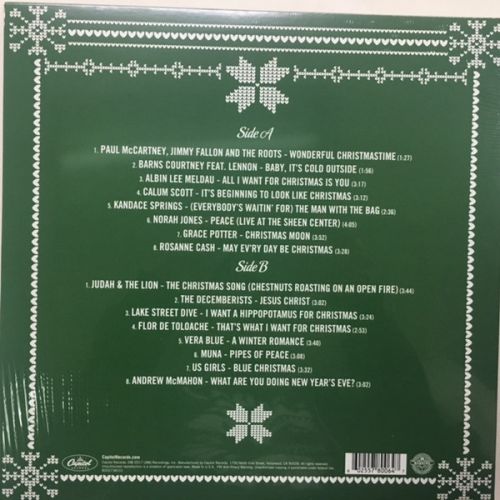 Side A
1. PAUL McCARTNEY, JIMMY FALLON AND THE ROOTS - WONDERFUL CHRISTMASTIME (1:27)
2. BARNS COURTNEY FEAT. LENNON - BABY, IT'S COLD OUTSIDE (1:56)
3. ALBIN LEE MELDAU - ALL I WANT FOR CHRISTMAS IS YOU (3:17)
4. CALUM SCOTT - IT'S BEGINNING TO LOOK LIKE CHRISTMAS (3:12)
5. KANDACE SPRINGS - (EVERYBODY'S WAITIN' FOR) THE MAN WITH THE BAG (2:36)
6. NORAH JONES - PEACE (LIVE AT THE SHEEN CENTER) (4:05)
7. GRACE POTTER - CHRISTMAS MOON (3:52)
8. ROSANNE CASH - MAY EV'RY DAY BE CHRISTMAS (3:28)
Side B
1. JUDAH & THE LION - THE CHRISTMAS SONG (CHESTNUTS ROASTING ON AN OPEN FIRE) (3:44)
2. THE DECEMBERISTS - JESUS CHRIST (3:02)
3. LAKE STREET DIVE - I WANT A HIPPOPOTAMUS FOR CHRISTMAS (3:24)
4. FLOR DE TOLOACHE - THAT'S WHAT I WANT FOR CHRISTMAS (2:53)
5. VERA BLUE - A WINTER ROMANCE (3:40)
6. MUNA - PIPES OF PEACE (3:08)
7. US GIRLS - BLUE CHRISTMAS (3:32)
8. ANDREW McMAHON - WHAT ARE YOU DOING NEW YEAR'S EVE? (3:02)
Capitol
CapitolRecords.com
6 02557 80064 7